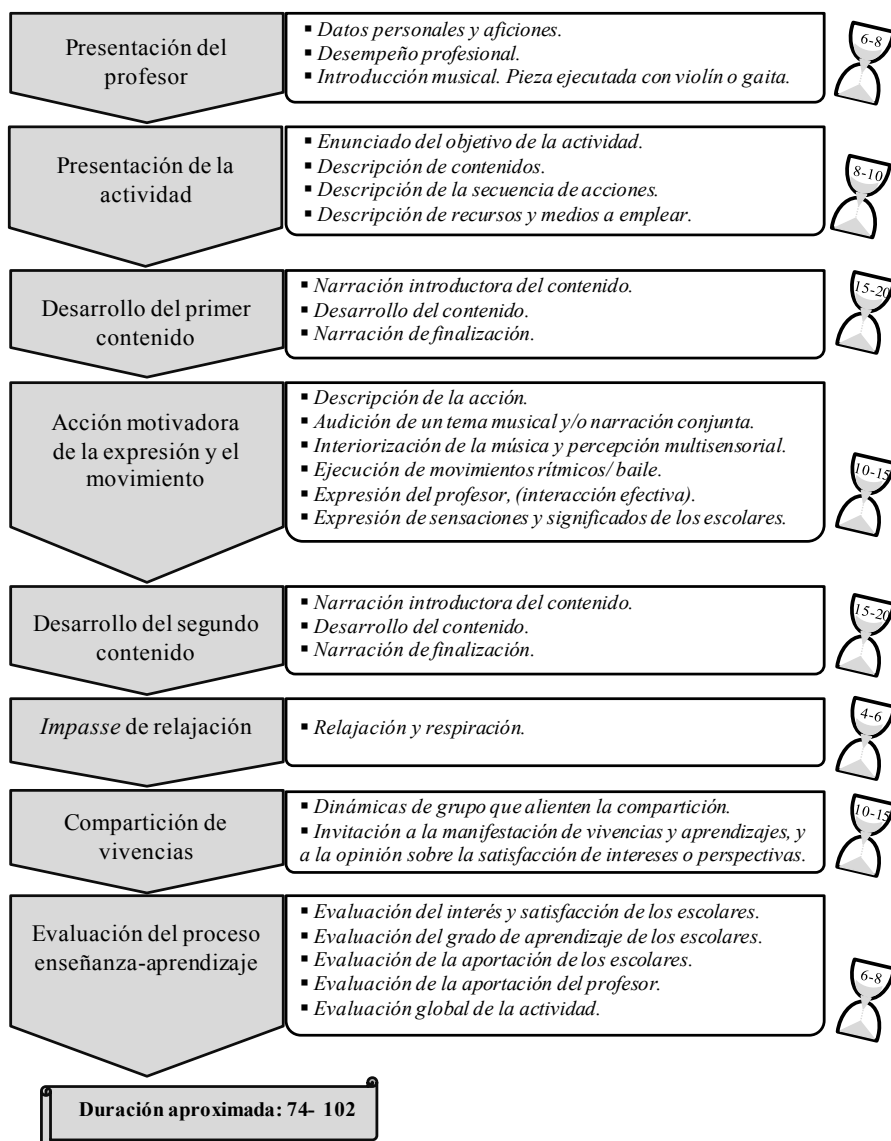 Presentación del
profesor
▪ Datos personales y aficiones.
▪ Desempeño profesional.
▪ Introducción musical. Pieza ejecutada con violín o gaita.
6-8
Presentación de la
actividad
▪ Enunciado del objetivo de la actividad.
▪ Descripción de contenidos.
▪ Descripción de la secuencia de acciones.
▪ Descripción de recursos y medios a emplear.
8-10
Desarrollo del primer
contenido
▪ Narración introductora del contenido.
▪ Desarrollo del contenido.
▪ Narración de finalización.
15-20
Acción motivadora
de la expresión y el
movimiento
▪ Descripción de la acción.
▪ Audición de un tema musical y/o narración conjunta.
▪ Interiorización de la música y percepción multisensorial.
▪ Ejecución de movimientos rítmicos/ baile.
▪ Expresión del profesor, (interacción efectiva).
▪ Expresión de sensaciones y significados de los escolares.
10-15
Desarrollo del segundo
contenido
▪ Narración introductora del contenido.
▪ Desarrollo del contenido.
▪ Narración de finalización.
15-20
Impasse de relajación
▪ Relajación y respiración.
4-6
Compartición de
vivencias
▪ Dinámicas de grupo que alienten la compartición.
▪ Invitación a la manifestación de vivencias y aprendizajes, y
a la opinión sobre la satisfacción de intereses o perspectivas.
10-15
Evaluación del proceso
enseñanza-aprendizaje
▪ Evaluación del interés y satisfacción de los escolares.
▪ Evaluación del grado de aprendizaje de los escolares.
▪ Evaluación de la aportación de los escolares.
▪ Evaluación de la aportación del profesor.
▪ Evaluación global de la actividad.
6-8
Duración aproximada: 74- 102